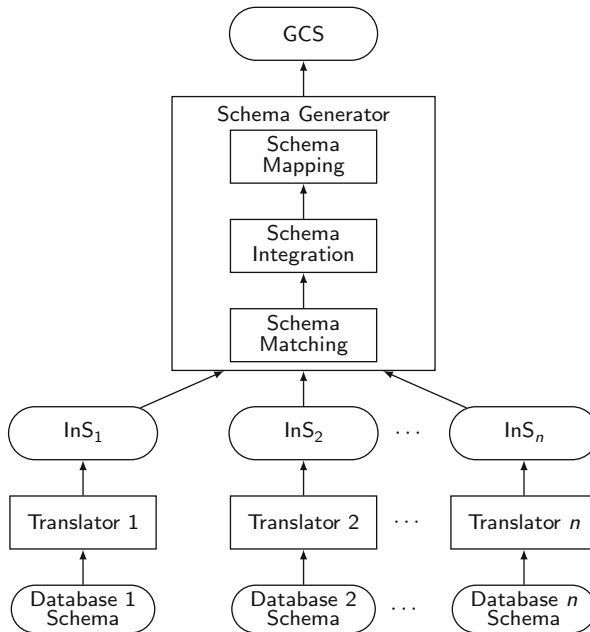 GCS
Schema Generator
Schema
Mapping
Schema
Integration
Schema
Matching
InS₁ InS₂ · · · InSₙ
Translator 1 Translator 2 · · · Translator n
Database 1 Database 2 Database n
Schema Schema · · · Schema